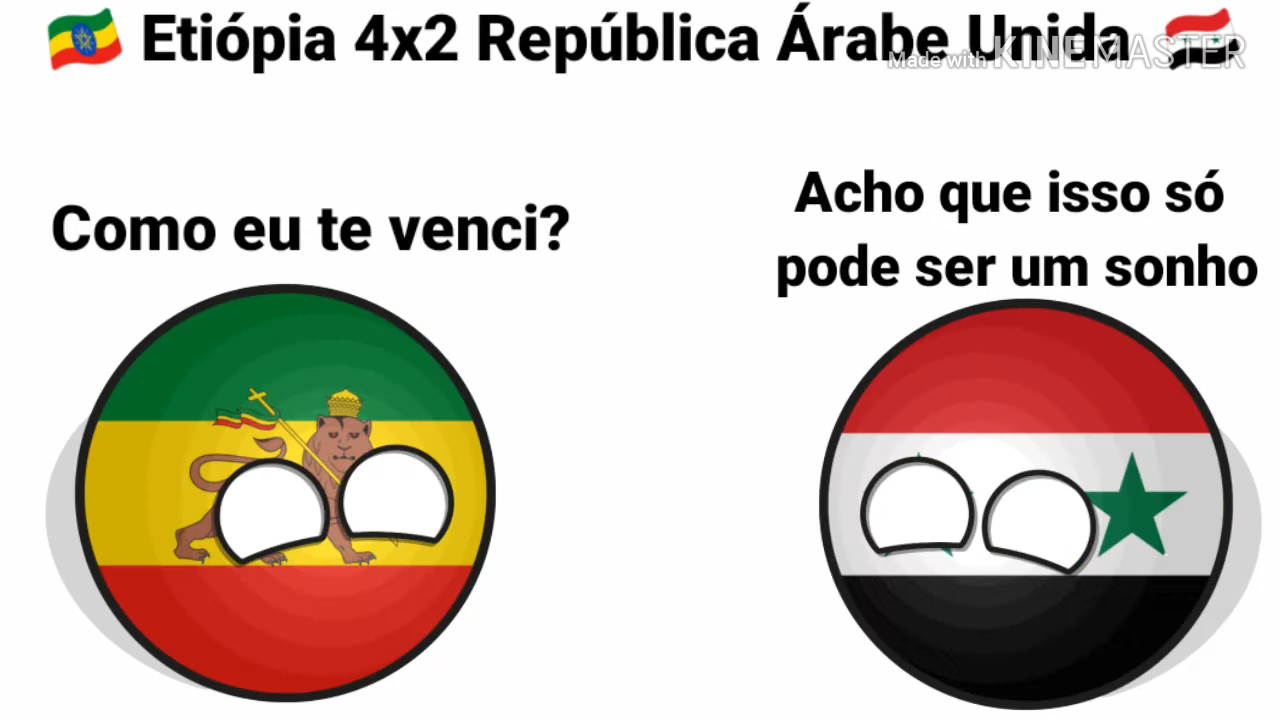 Etiópia 4x2 República Árabe Unida
Made with KINEMASTER
Como eu te venci?
Acho que isso só
pode ser um sonho